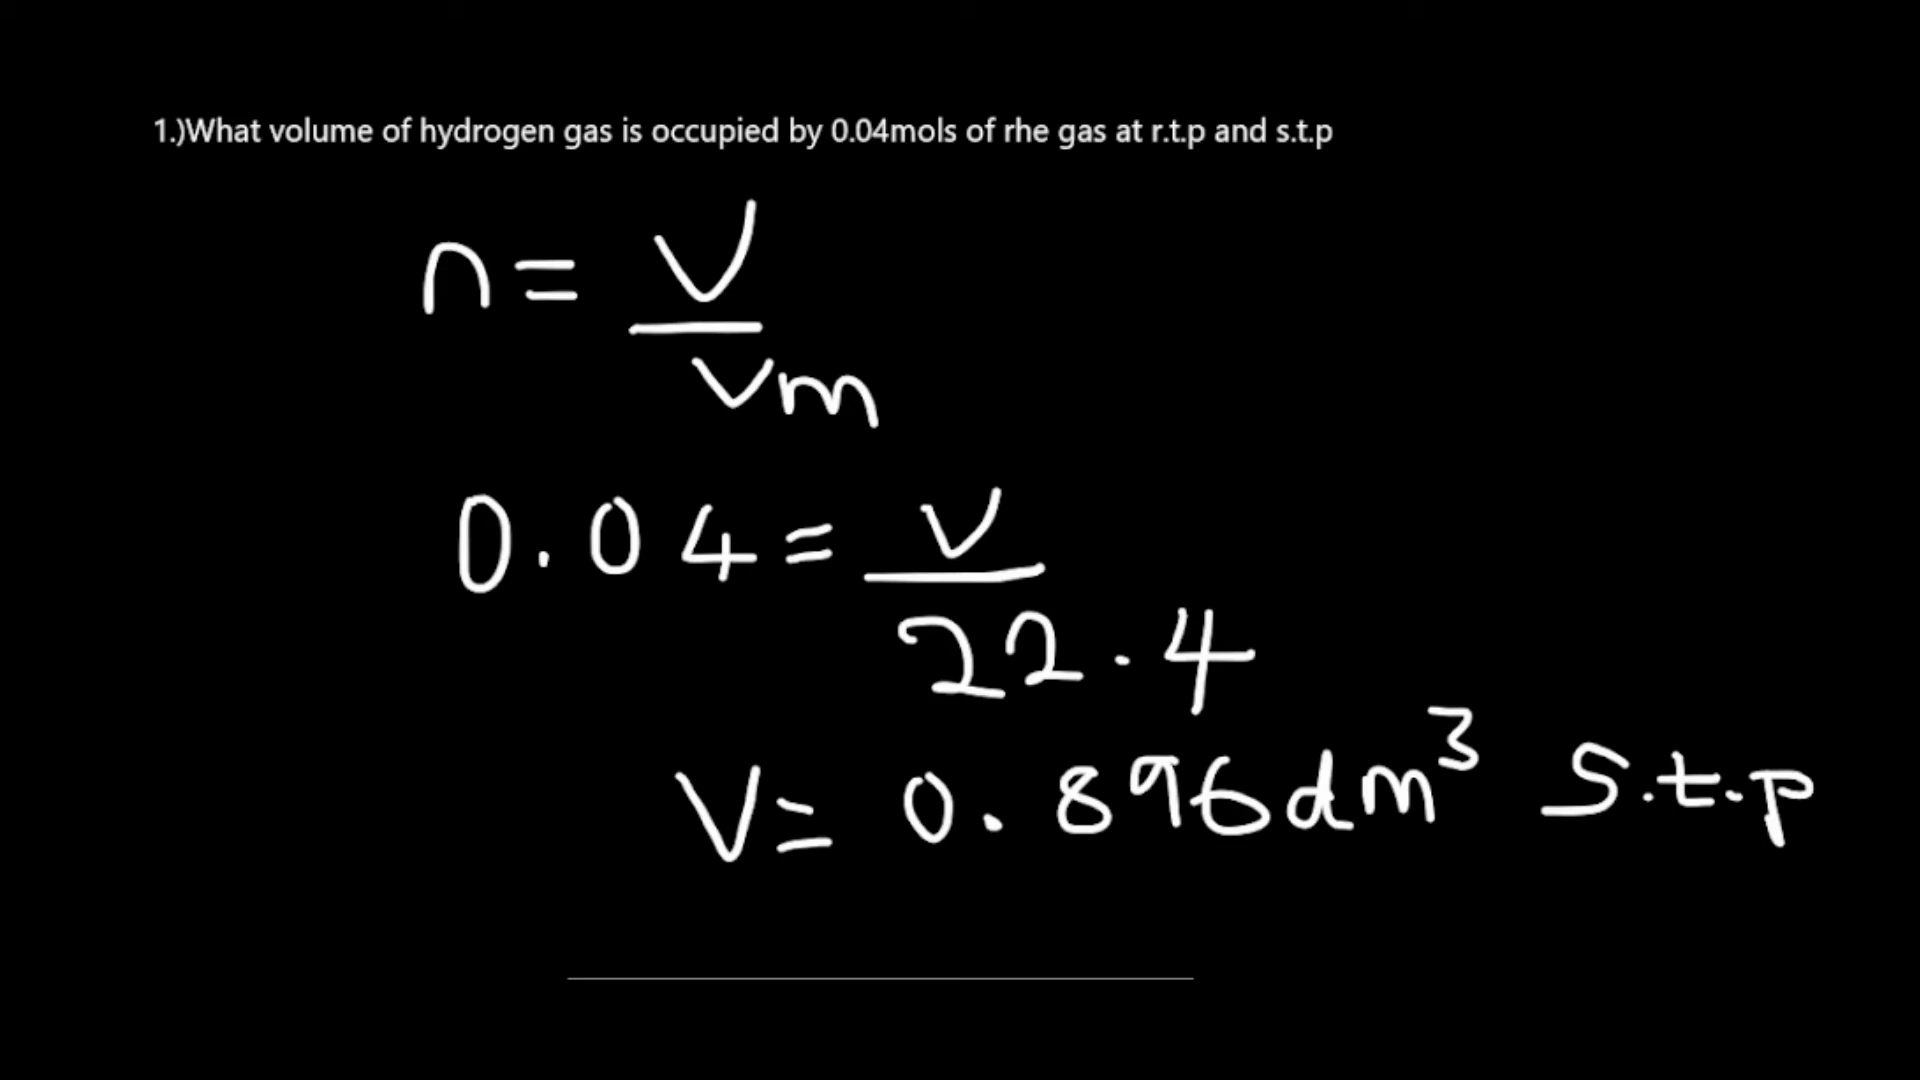 1.)What volume of hydrogen gas is occupied by 0.04mols of rhe gas at r.t.p and s.t.p
n = V
Vm
0.04 = V
22.4
V = 0.896dm³ S.t.p